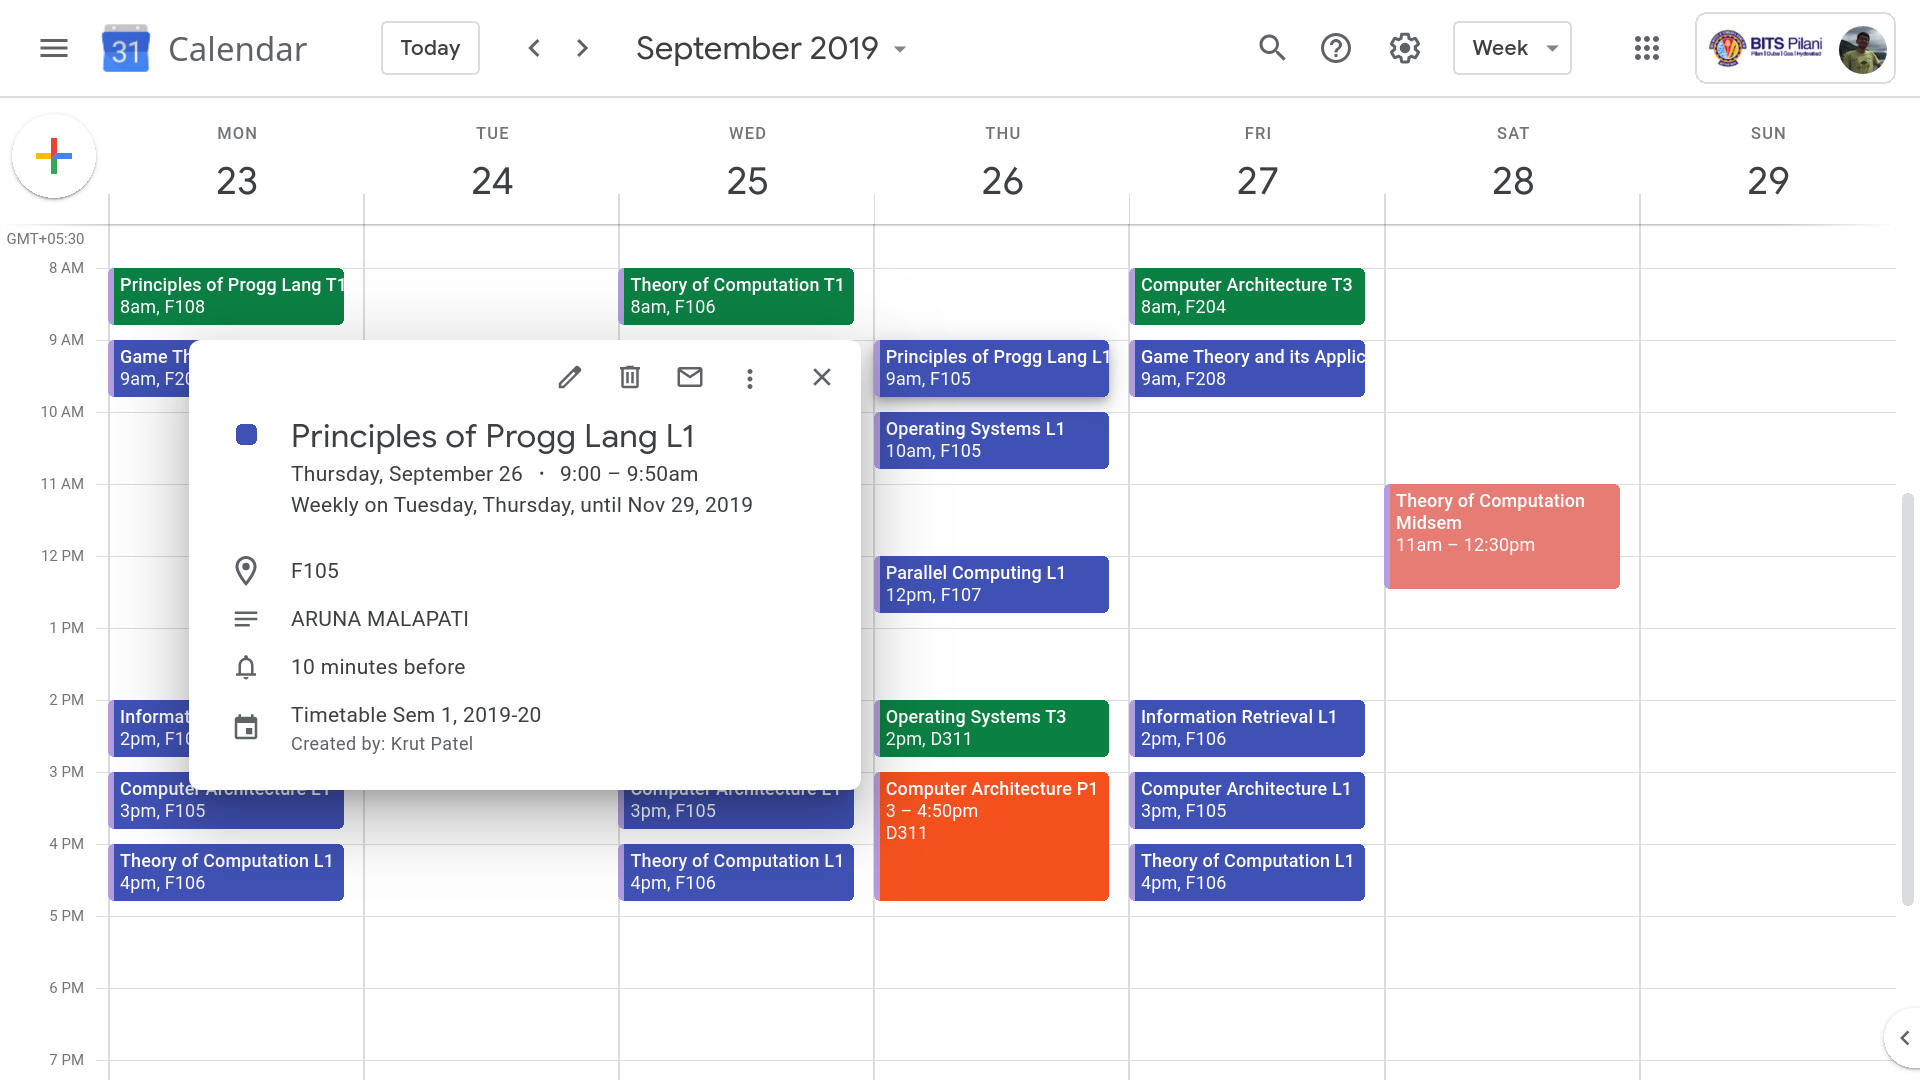 31 Calendar
Today
September 2019
Week
BITS Pilani
Pilani | Dubai | Goa | Hyderabad
MON TUE WED THU FRI SAT SUN
23 24 25 26 27 28 29
GMT+05:30
8 AM
9 AM
10 AM
11 AM
12 PM
1 PM
2 PM
3 PM
4 PM
5 PM
6 PM
7 PM
Principles of Progg Lang T1
8am, F108
Game Th
9am, F20
Informat
2pm, F10
Computer Architecture L1
3pm, F105
Theory of Computation L1
4pm, F106
Principles of Progg Lang L1
Thursday, September 26 · 9:00 – 9:50am
Weekly on Tuesday, Thursday, until Nov 29, 2019
F105
ARUNA MALAPATI
10 minutes before
Timetable Sem 1, 2019-20
Created by: Krut Patel
Theory of Computation T1
8am, F106
Computer Architecture L1
3pm, F105
Theory of Computation L1
4pm, F106
Principles of Progg Lang L1
9am, F105
Operating Systems L1
10am, F105
Parallel Computing L1
12pm, F107
Operating Systems T3
2pm, D311
Computer Architecture P1
3 – 4:50pm
D311
Computer Architecture T3
8am, F204
Game Theory and its Applic
9am, F208
Information Retrieval L1
2pm, F106
Computer Architecture L1
3pm, F105
Theory of Computation L1
4pm, F106
Theory of Computation
Midsem
11am – 12:30pm